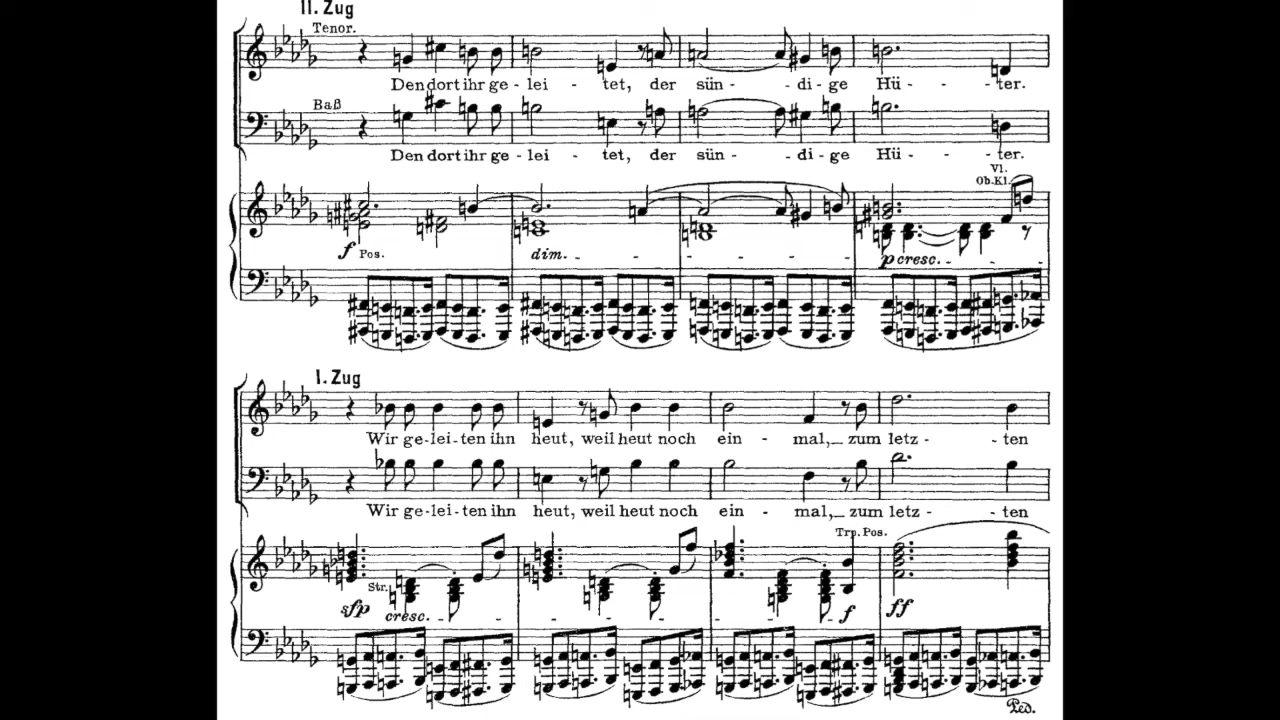 II. Zug
Tenor.
Den dort ihr ge - lei - tet, der sün - di - ge Hü - ter.
Baß
Den dort ihr ge - lei - tet, der sün - di - ge Hü - ter.
Vl.
Ob. Kl.
f Pos. dim. p cresc.
I. Zug
Wir ge-lei-ten ihn heut, weil heut noch ein - mal, zum letz - ten
Wir ge-lei-ten ihn heut, weil heut noch ein - mal, zum letz - ten
Trp. Pos.
Str.
sfp cresc. f ff
Ped.